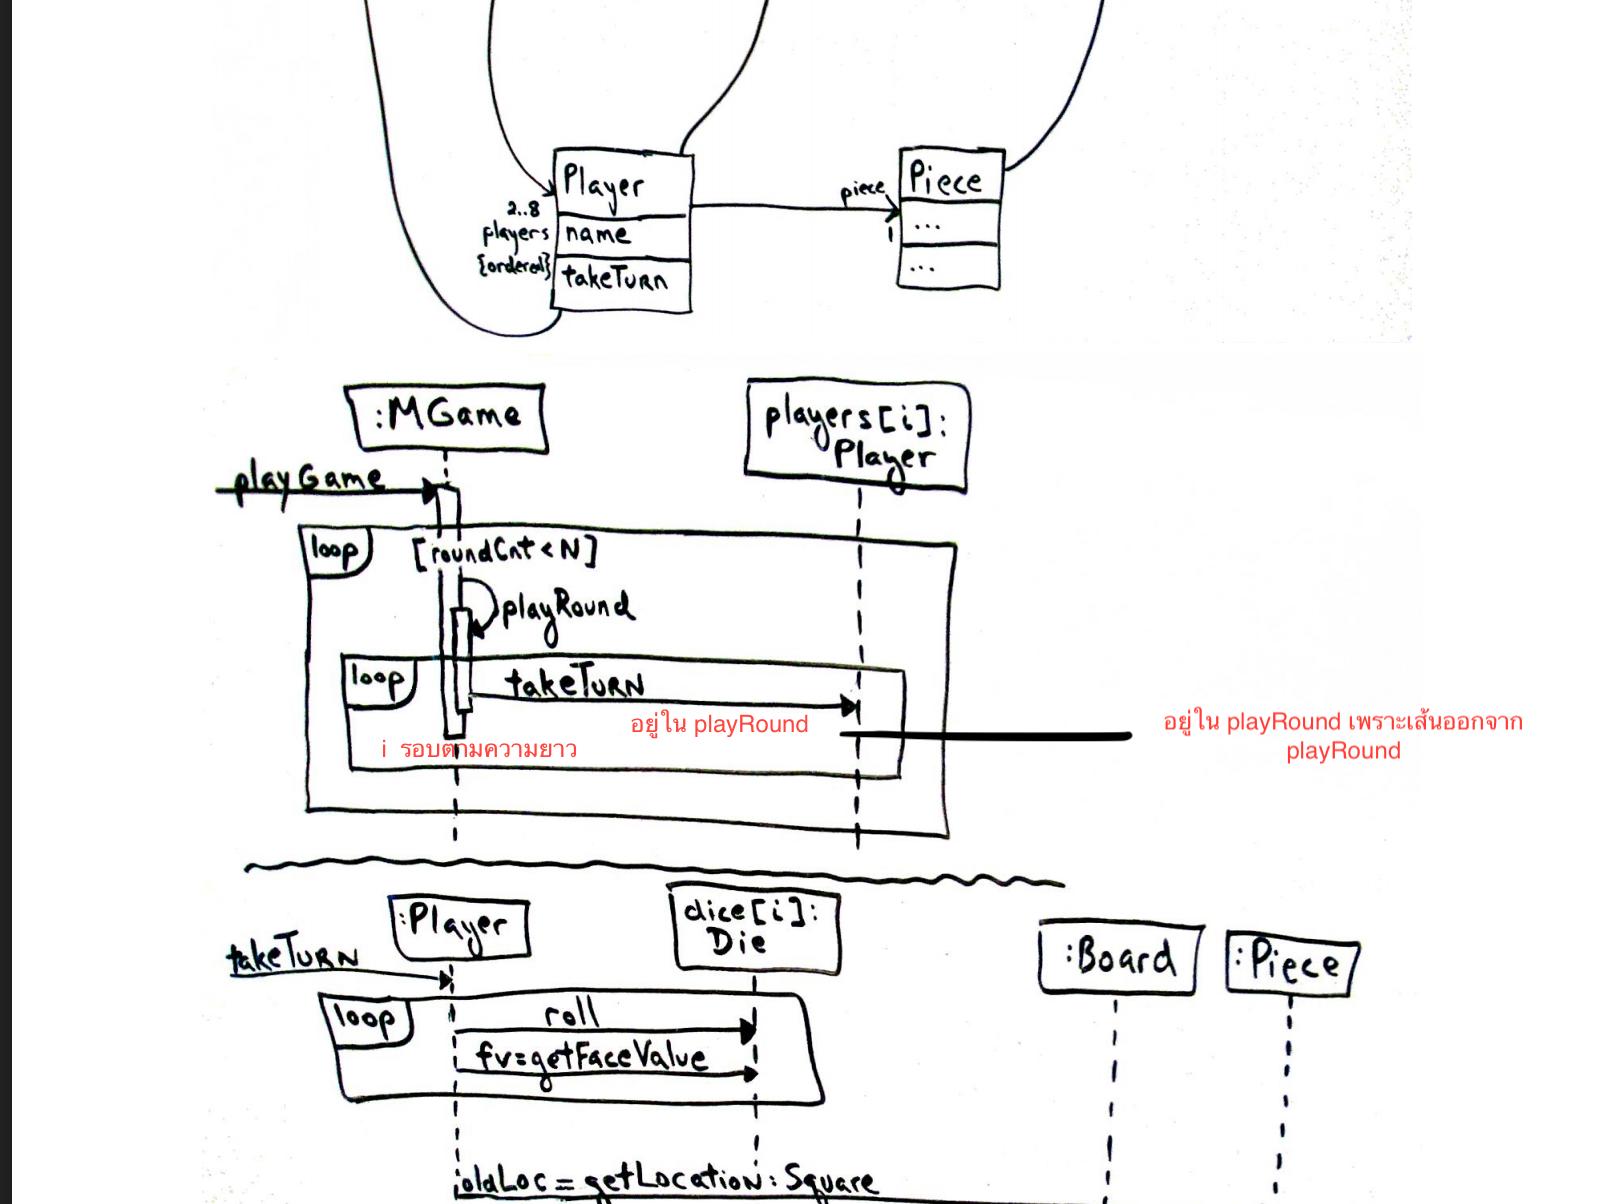 Player
name
takeTurn
2..8
players
{ordered}
piece
1
Piece
...
...
:MGame
players[i]:
Player
playGame
loop
[roundCnt < N]
playRound
loop
takeTurn
อยู่ใน playRound
i รอบตามความยาว
อยู่ใน playRound เพราะเส้นออกจาก
playRound
:Player
dice[i]:
Die
:Board
:Piece
takeTurn
loop
roll
fv=getFaceValue
oldLoc = getLocation:Square